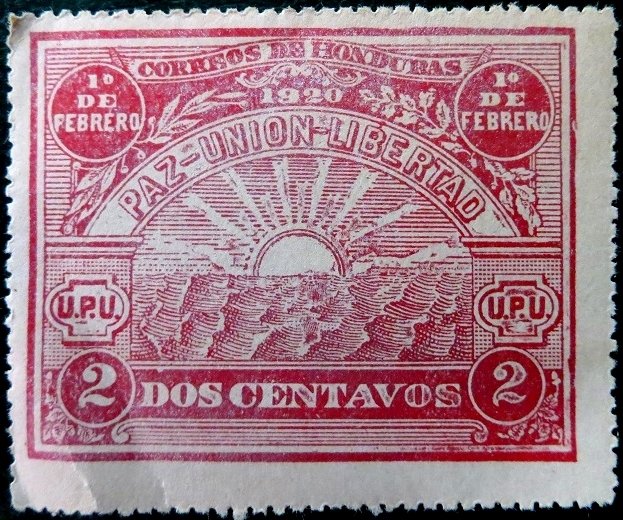 CORREOS DE HONDURAS
1920
1º
DE
FEBRERO
1º
DE
FEBRERO
PAZ-UNION-LIBERTAD
U.P.U.
U.P.U.
2 DOS CENTAVOS 2